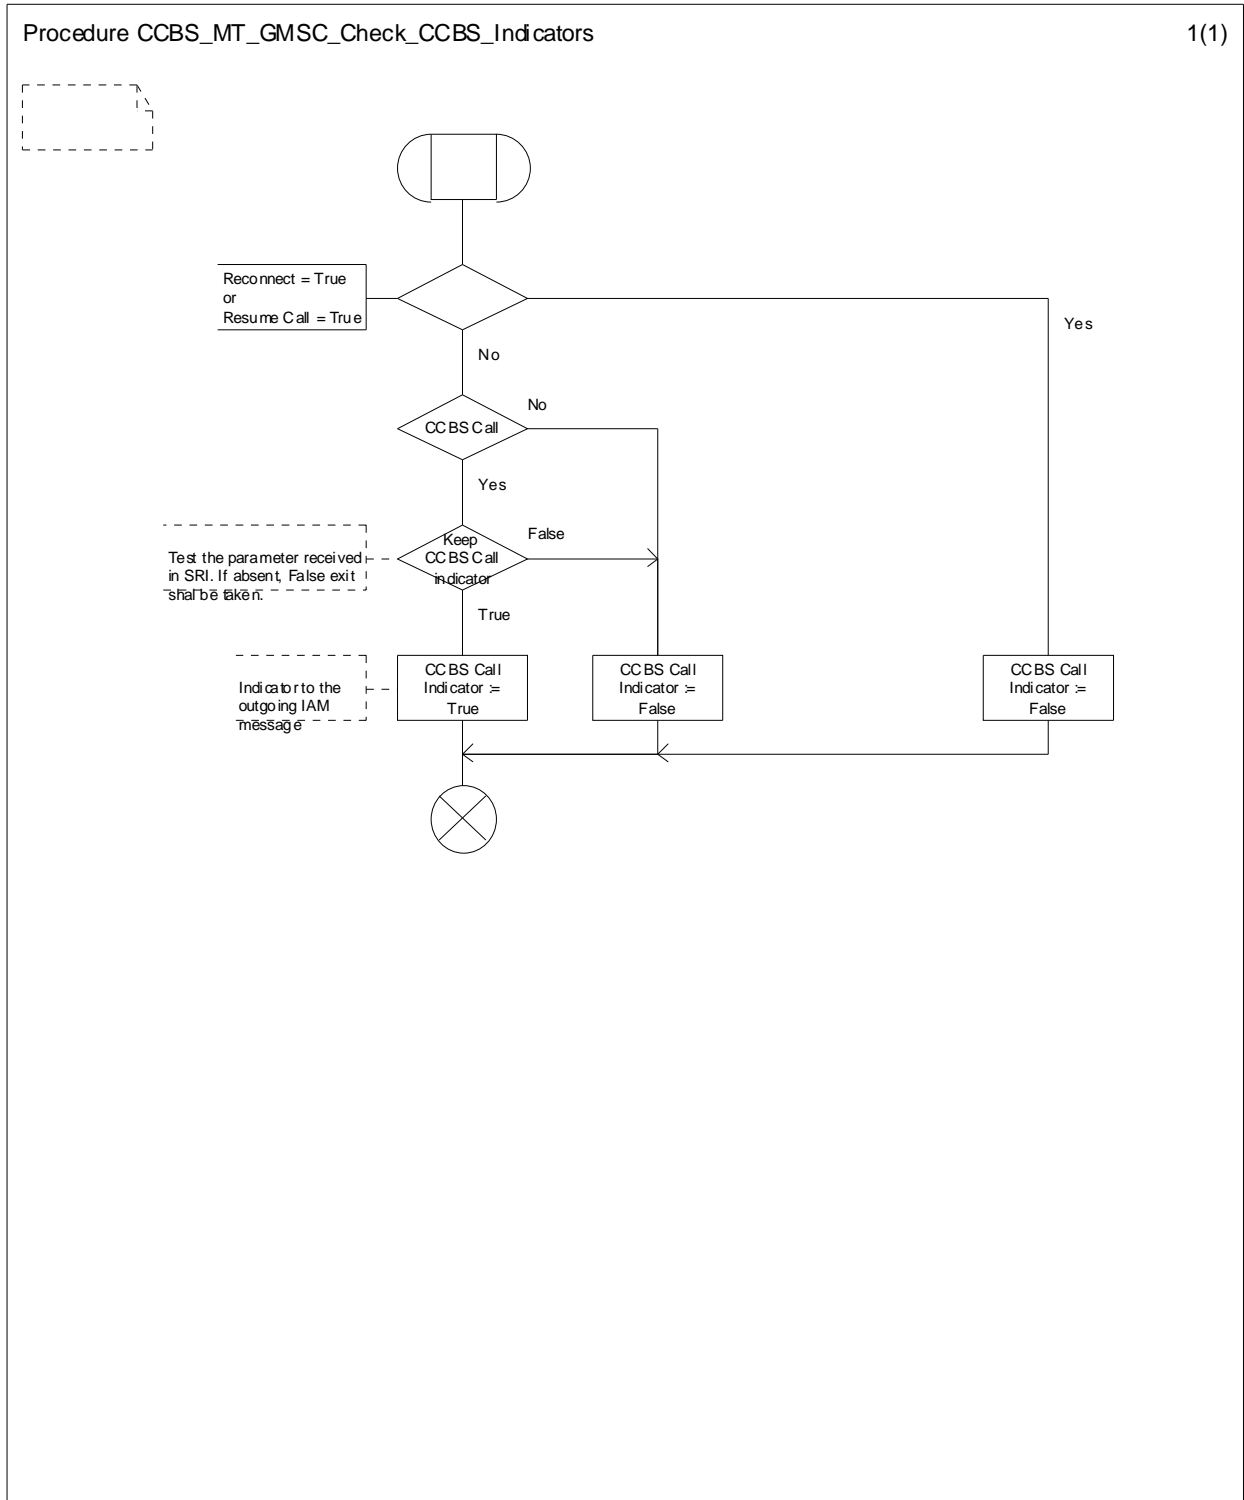 Procedure CCBS_MT_GMSC_Check_CCBS_Indicators
1(1)
Reconnect = True
or
Resume Call = True
Yes
No
No
CCBS Call
Yes
Keep
CCBS Call
indicator
False
Test the parameter received
in SRI. If absent, False exit
shal be taken.
True
Indicator to the
outgoing IAM
message
CCBS Call
Indicator :=
True
CCBS Call
Indicator :=
False
CCBS Call
Indicator :=
False